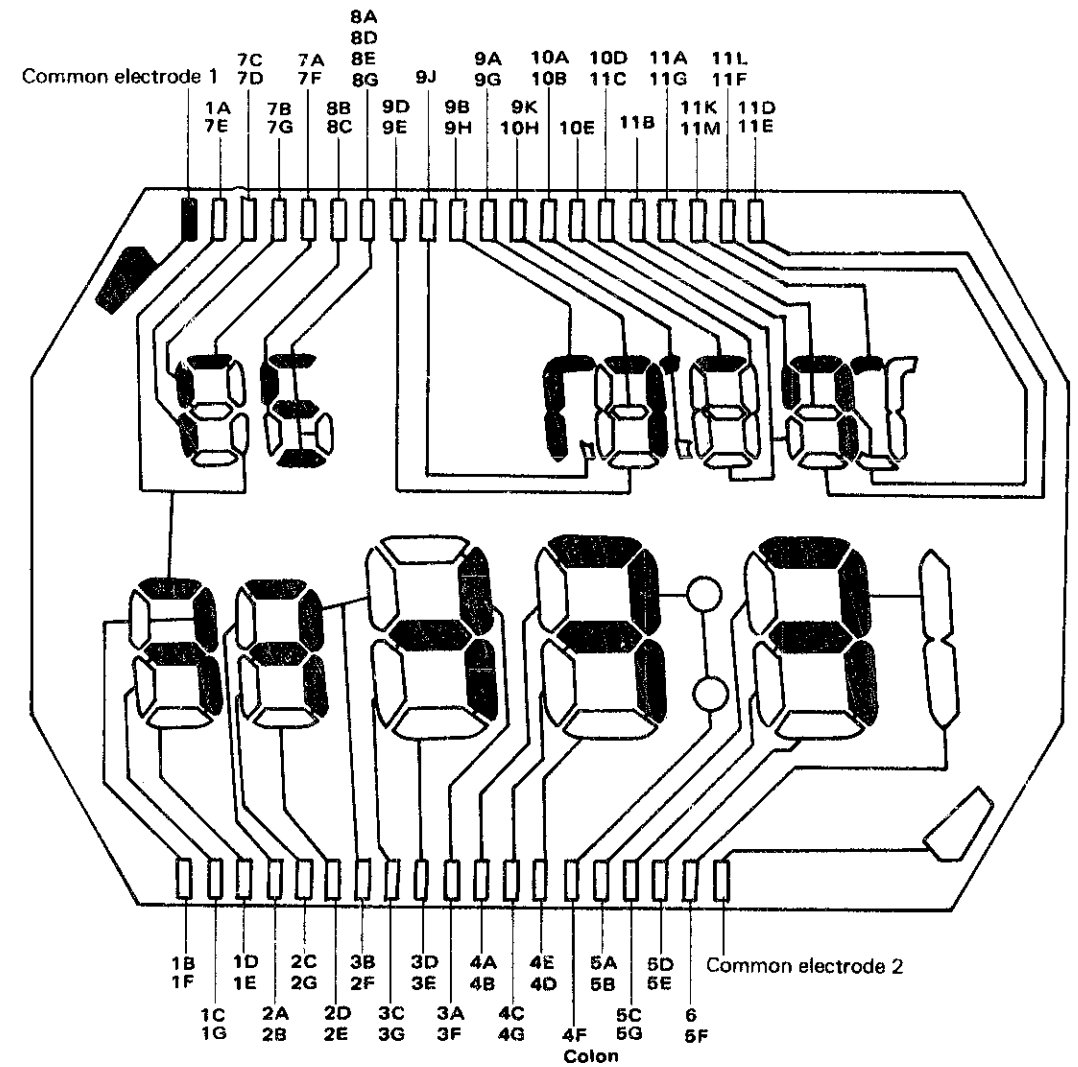 8A
8D
7C 7A 8E 9A 10A 10D 11A 11L
Common electrode 1 7D 7F 8G 9J 9G 10B 11C 11G 11F
1A 7B 8B 9D 9B 9K 11K 11D
7E 7G 8C 9E 9H 10H 10E 11B 11M 11E
1B 1D 2C 3B 3D 4A 4E 5A 5D Common electrode 2
1F 1E 2G 2F 3E 4B 4D 5B 5E
1C 2A 2D 3C 3A 4C 5C 6
1G 2B 2E 3G 3F 4G 4F 5G 5F
Colon